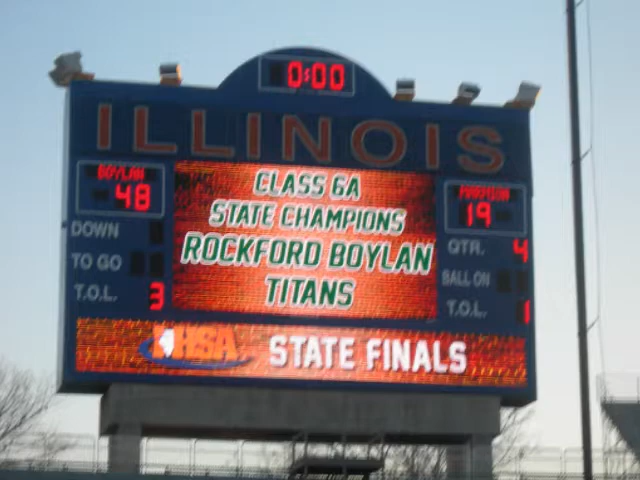 0:00
ILLINOIS
BOYLAN
48
19
CLASS 6A
STATE CHAMPIONS
ROCKFORD BOYLAN
TITANS
DOWN
TO GO
T.O.L. 3
QTR. 4
BALL ON
T.O.L. 1
IHSA STATE FINALS